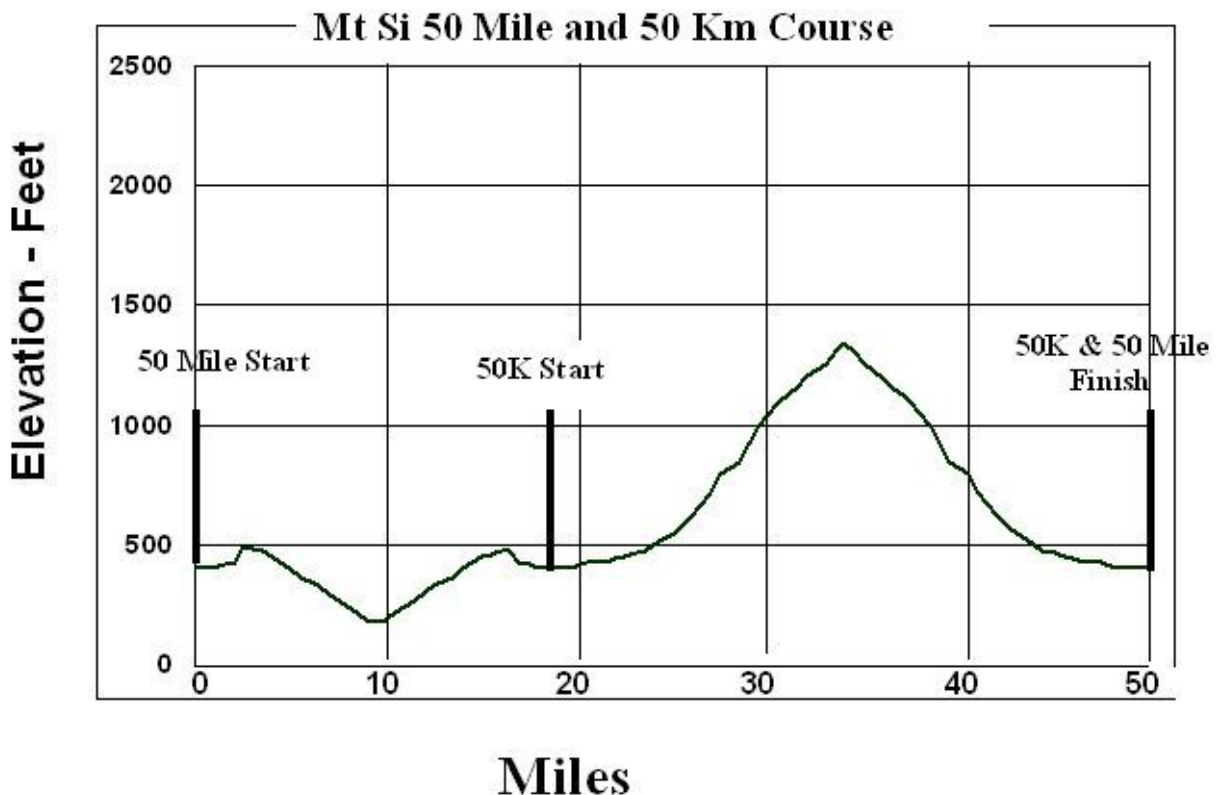 Mt Si 50 Mile and 50 Km Course
Elevation - Feet
2500
2000
1500
1000
500
0
50 Mile Start
50K Start
50K & 50 Mile
Finish
0 10 20 30 40 50
Miles